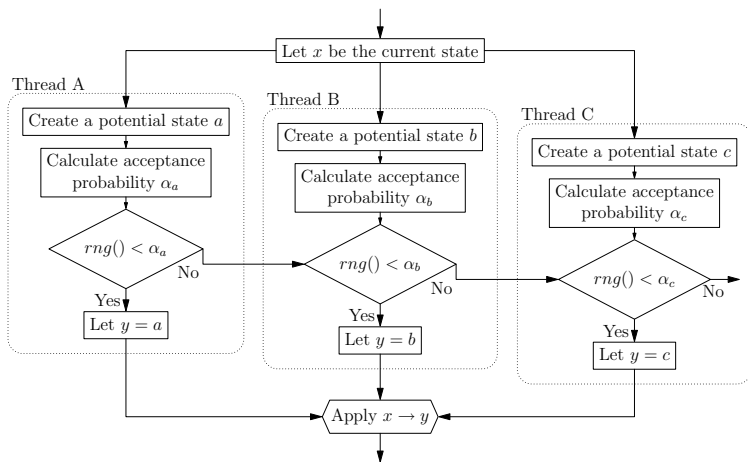 Let x be the current state
Thread A
Create a potential state a
Calculate acceptance
probability αa
rng() < αa
No
Yes
Let y = a
Thread B
Create a potential state b
Calculate acceptance
probability αb
rng() < αb
No
Yes
Let y = b
Thread C
Create a potential state c
Calculate acceptance
probability αc
rng() < αc
No
Yes
Let y = c
Apply x → y